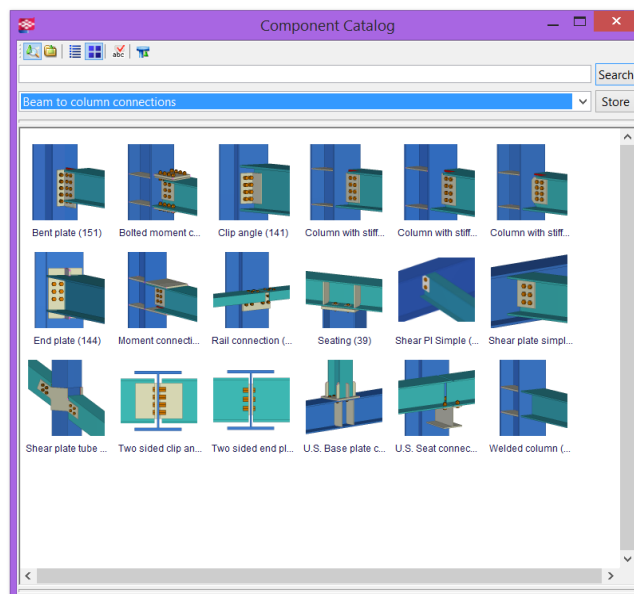 Component Catalog
abc
Search
Beam to column connections
Store
Bent plate (151)
Bolted moment c...
Clip angle (141)
Column with stiff...
Column with stiff...
Column with stiff...
End plate (144)
Moment connecti...
Rail connection (...
Seating (39)
Shear Pl Simple (...
Shear plate simpl...
Shear plate tube ...
Two sided clip an...
Two sided end pl...
U.S. Base plate c...
U.S. Seat connec...
Welded column (...